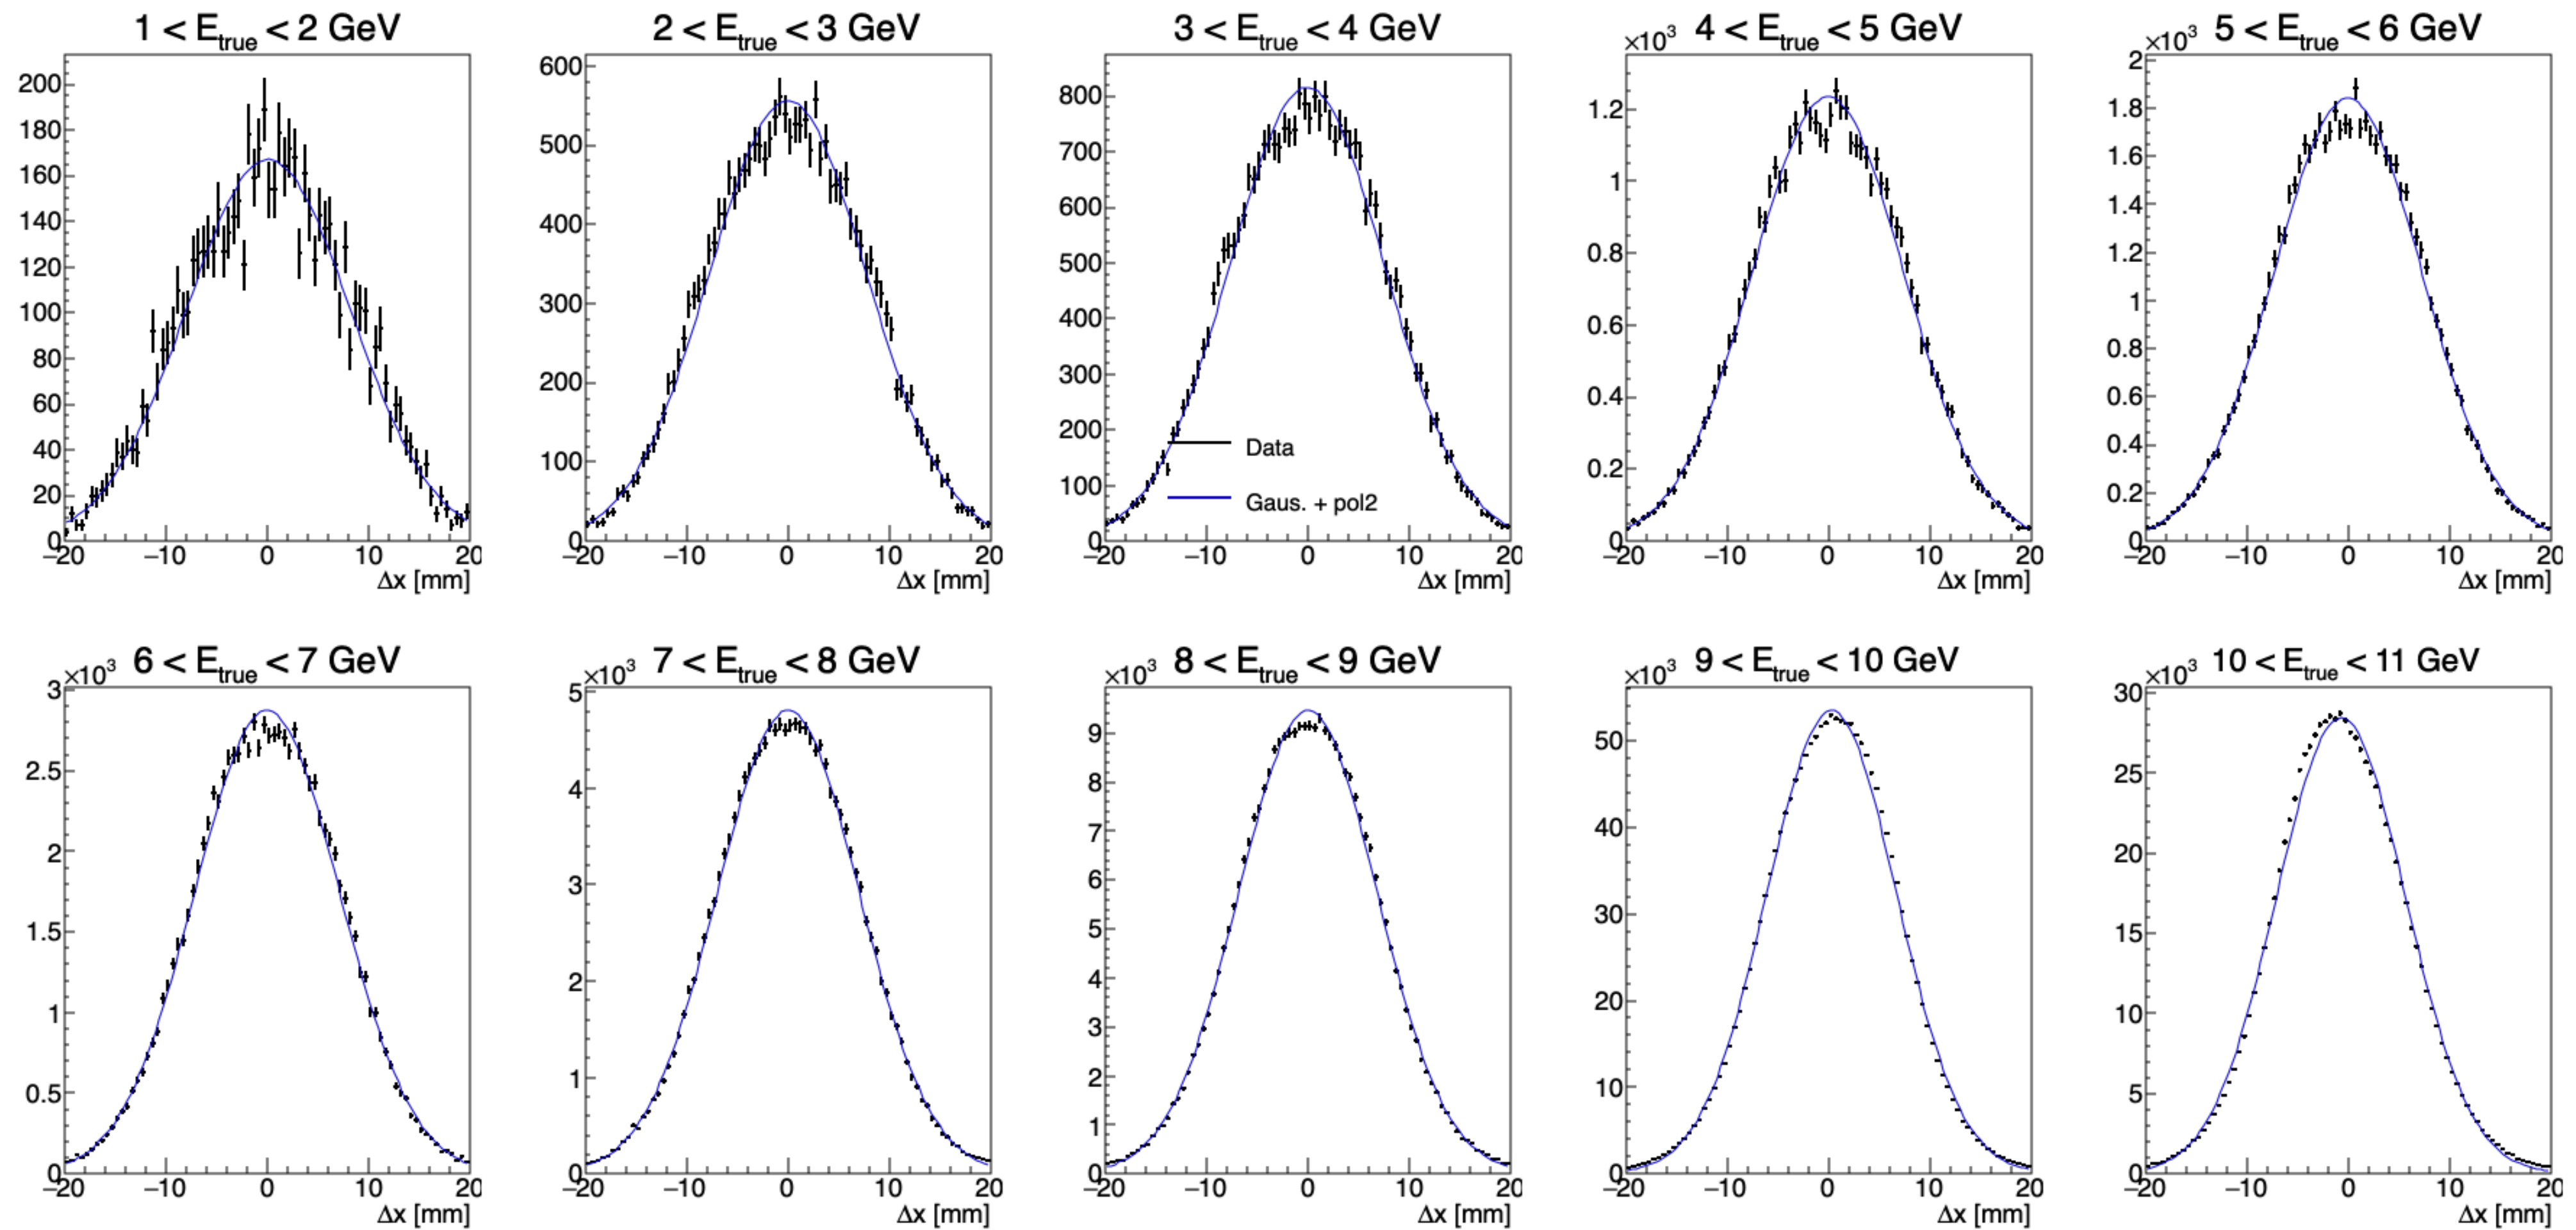 1 < E_true < 2 GeV
200
180
160
140
120
100
80
60
40
20
0
−20 −10 0 10 20
Δx [mm]
2 < E_true < 3 GeV
600
500
400
300
200
100
0
−20 −10 0 10 20
Δx [mm]
3 < E_true < 4 GeV
800
700
600
500
400
300
200
100
0
Data
Gaus. + pol2
−20 −10 0 10 20
Δx [mm]
4 < E_true < 5 GeV
×10³
1.2
1
0.8
0.6
0.4
0.2
0
−20 −10 0 10 20
Δx [mm]
5 < E_true < 6 GeV
×10³
2
1.8
1.6
1.4
1.2
1
0.8
0.6
0.4
0.2
0
−20 −10 0 10 20
Δx [mm]
6 < E_true < 7 GeV
×10³
3
2.5
2
1.5
1
0.5
0
−20 −10 0 10 20
Δx [mm]
7 < E_true < 8 GeV
×10³
5
4
3
2
1
0
−20 −10 0 10 20
Δx [mm]
8 < E_true < 9 GeV
×10³
9
8
7
6
5
4
3
2
1
0
−20 −10 0 10 20
Δx [mm]
9 < E_true < 10 GeV
×10³
50
40
30
20
10
0
−20 −10 0 10 20
Δx [mm]
10 < E_true < 11 GeV
×10³
30
25
20
15
10
5
0
−20 −10 0 10 20
Δx [mm]